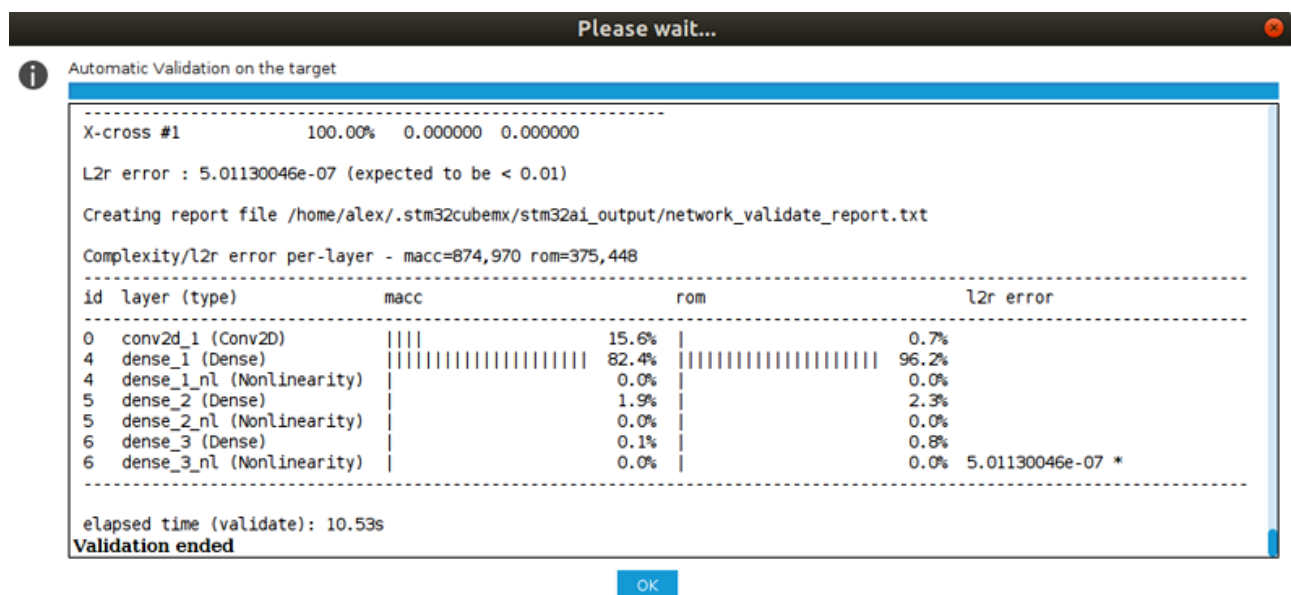 Please wait...
Automatic Validation on the target
------------------------------------------------------------
X-cross #1 100.00% 0.000000 0.000000
L2r error : 5.01130046e-07 (expected to be < 0.01)
Creating report file /home/alex/.stm32cubemx/stm32ai_output/network_validate_report.txt
Complexity/l2r error per-layer - macc=874,970 rom=375,448
------------------------------------------------------------------------------------------------------------------------
id layer (type) macc rom l2r error
------------------------------------------------------------------------------------------------------------------------
0 conv2d_1 (Conv2D) |||| 15.6% | 0.7%
4 dense_1 (Dense) ||||||||||||||||||||| 82.4% ||||||||||||||||||||| 96.2%
4 dense_1_nl (Nonlinearity) | 0.0% | 0.0%
5 dense_2 (Dense) | 1.9% | 2.3%
5 dense_2_nl (Nonlinearity) | 0.0% | 0.0%
6 dense_3 (Dense) | 0.1% | 0.8%
6 dense_3_nl (Nonlinearity) | 0.0% | 0.0% 5.01130046e-07 *
------------------------------------------------------------------------------------------------------------------------
elapsed time (validate): 10.53s
Validation ended
OK